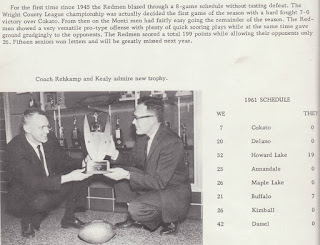 For the first time since 1945 the Redmen blazed through a 8-game schedule without tasting defeat. The
Wright County League championship was actually decided the first game of the season with a hard fought 7-6
victory over Cokato. From then on the Monti men had fairly easy going the remainder of the season. The Red-
men showed a very versatile pro-type offense with plenty of quick scoring plays while at the same time gave
ground grudgingly to the opponents. The Redmen scored a total 199 points while allowing their opponents only
26. Fifteen seniors won letters and will be greatly missed next year.
Coach Rehkamp and Kealy admire new trophy.
1961 SCHEDULE
WE THEY
7 Cokato 0
20 Delano 0
32 Howard Lake 19
25 Annandale 0
26 Maple Lake 0
21 Buffalo 7
26 Kimball 0
42 Dassel 0